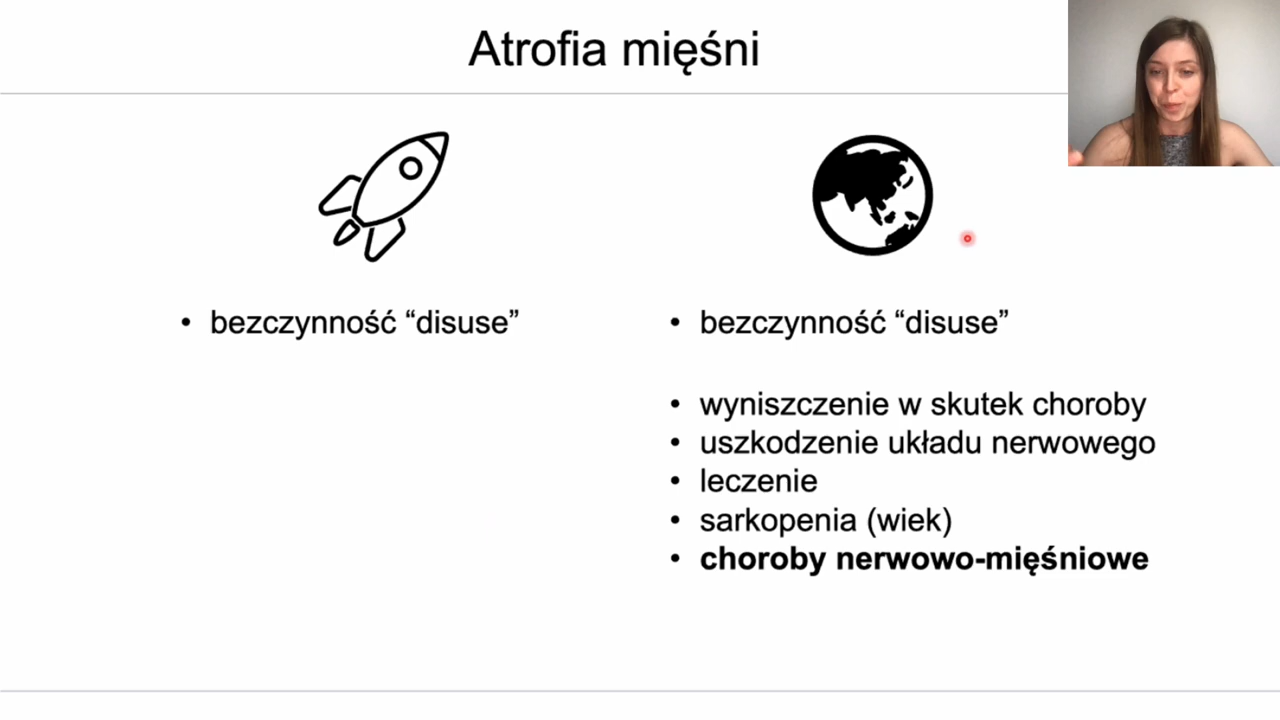 Atrofia mięśni
• bezczynność “disuse”
• bezczynność “disuse”
• wyniszczenie w skutek choroby
• uszkodzenie układu nerwowego
• leczenie
• sarkopenia (wiek)
• choroby nerwowo-mięśniowe